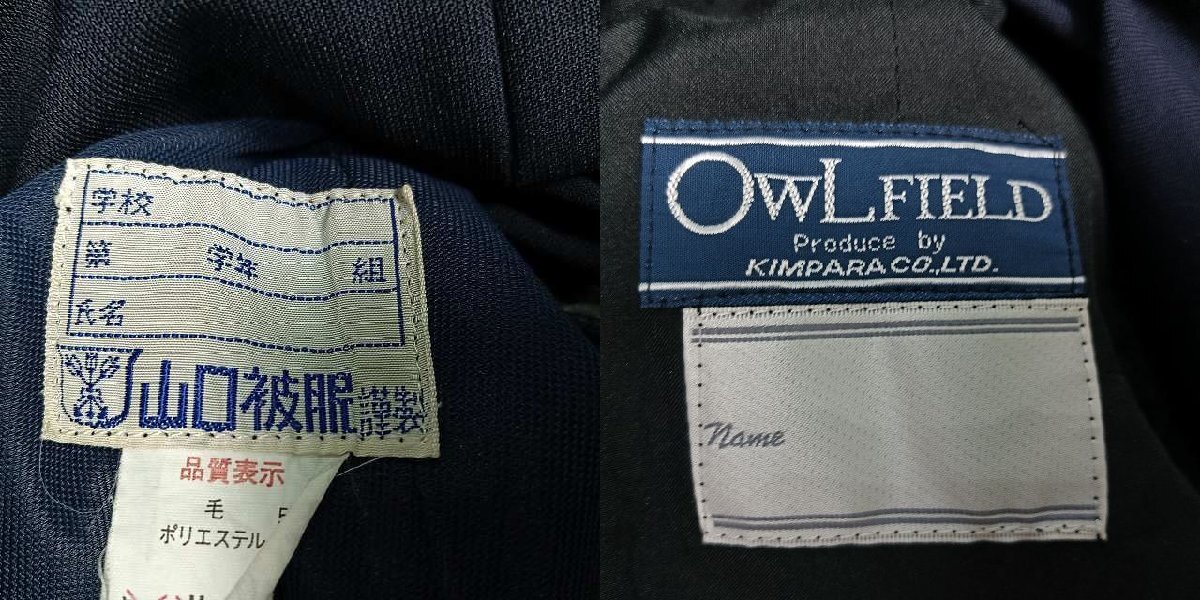 学校
第 学年 組
氏名
山口被服謹製
品質表示
毛
ポリエステル
OWLFIELD
Produce by
KIMPARA CO.,LTD.
Name